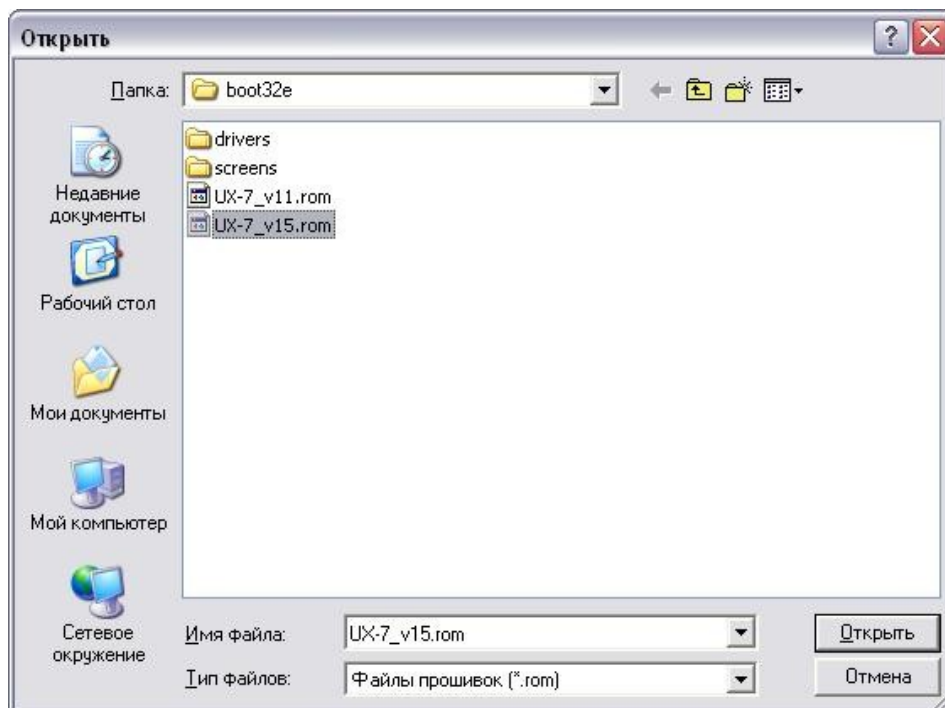 Открыть
Папка:
boot32e
drivers
screens
UX-7_v11.rom
UX-7_v15.rom
Недавние
документы
Рабочий стол
Мои документы
Мой компьютер
Сетевое
окружение
Имя файла:
UX-7_v15.rom
Открыть
Тип файлов:
Файлы прошивок (*.rom)
Отмена